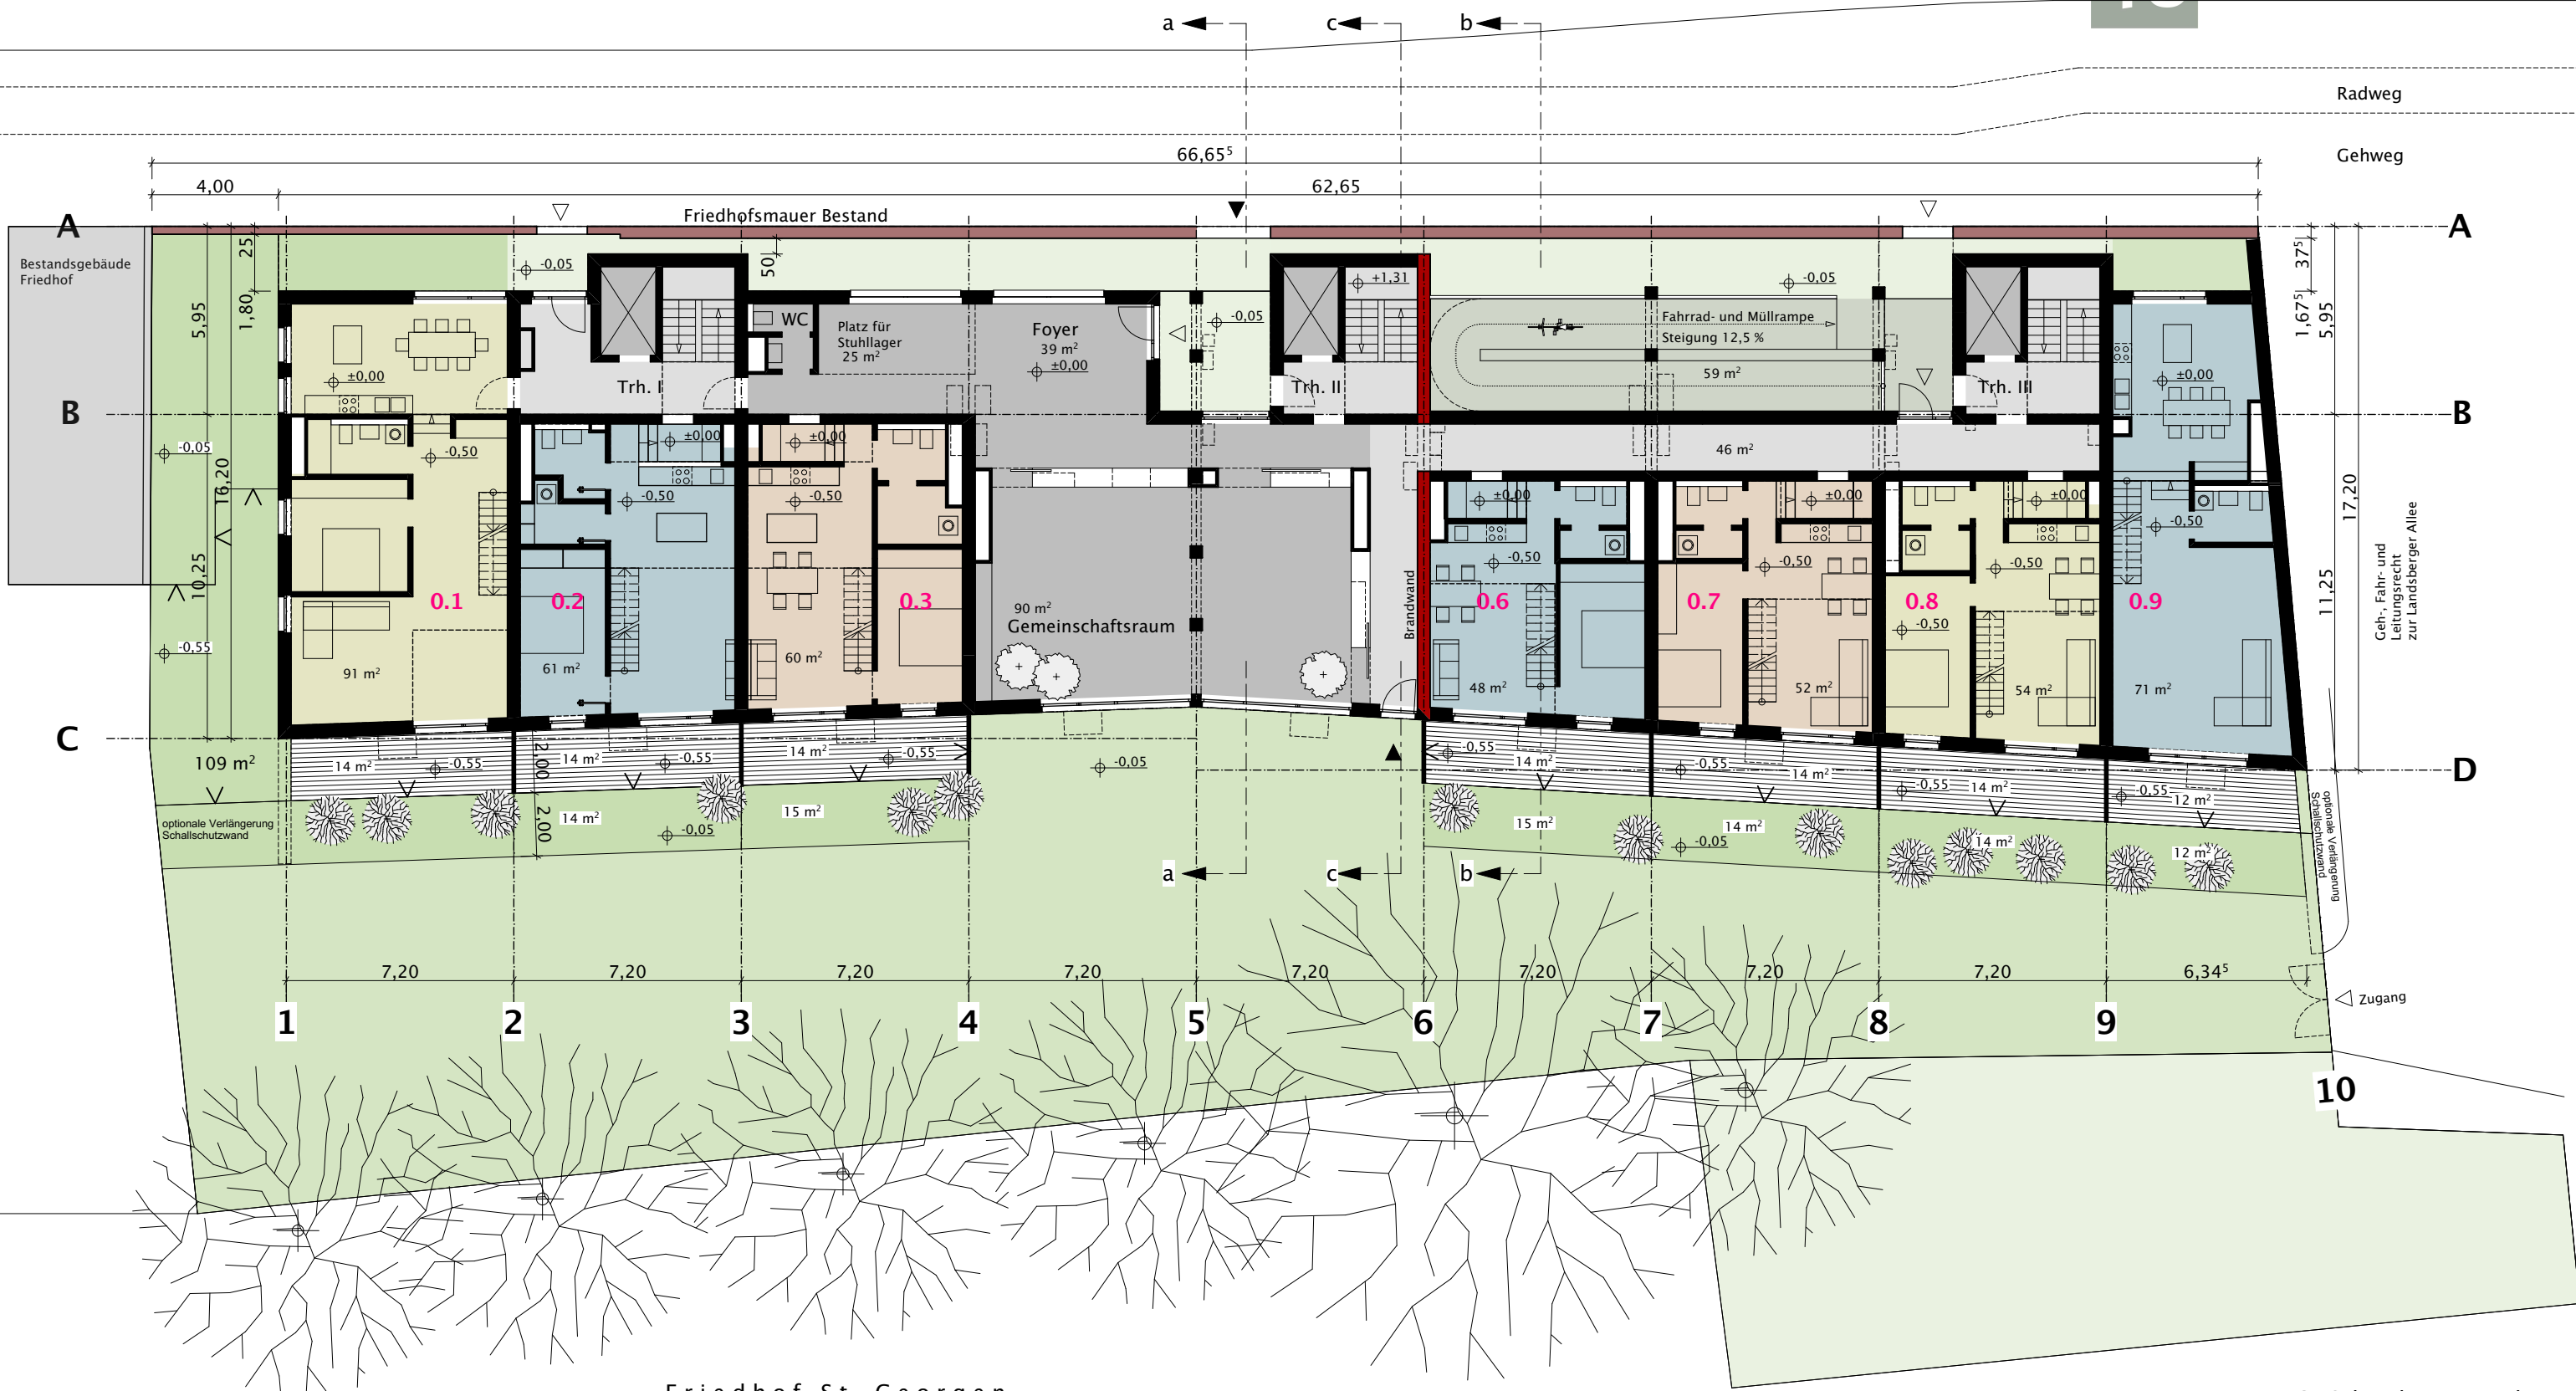 a
c
b
Radweg
66,65⁵
Gehweg
4,00
62,65
Friedhofsmauer Bestand
A
A
Bestandsgebäude
Friedhof
25
-0,05
50
+1,31
-0,05
37⁵
5,95
1,80
WC
Platz für
Stuhllager
25 m²
Foyer
39 m²
±0,00
-0,05
Fahrrad- und Müllrampe
Steigung 12,5 %
59 m²
1,67⁵
5,95
±0,00
Trh. I
Trh. II
Trh. III
±0,00
B
B
-0,05
-0,50
±0,00
±0,00
46 m²
16,20
-0,50
-0,50
±0,00
±0,00
±0,00
-0,50
17,20
10,25
-0,50
-0,50
-0,50
11,25
Geh-, Fahr- und
Leitungsrecht
zur Landsberger Allee
0.1
0.2
0.3
90 m²
Gemeinschaftsraum
Brandwand
0.6
0.7
0.8
0.9
-0,50
-0,55
91 m²
61 m²
60 m²
48 m²
52 m²
54 m²
71 m²
C
109 m²
14 m²
-0,55
2,00
14 m²
-0,55
14 m²
-0,55
-0,05
-0,55
14 m²
-0,55
14 m²
-0,55
14 m²
-0,55
12 m²
D
optionale Verlängerung
Schallschutzwand
2,00
14 m²
-0,05
15 m²
15 m²
14 m²
-0,05
14 m²
12 m²
optionale Verlängerung
Schallschutzwand
a
c
b
7,20
7,20
7,20
7,20
7,20
7,20
7,20
7,20
6,34⁵
Zugang
1
2
3
4
5
6
7
8
9
10
Friedhof St. Georgen